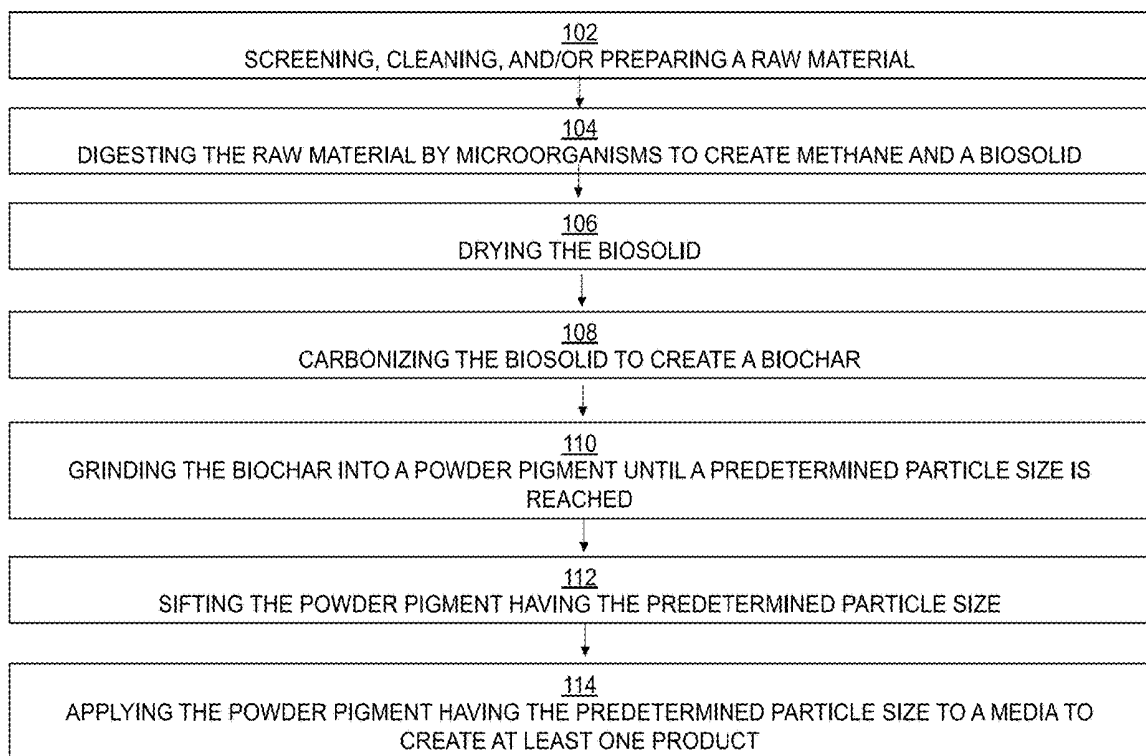 102
SCREENING, CLEANING, AND/OR PREPARING A RAW MATERIAL
104
DIGESTING THE RAW MATERIAL BY MICROORGANISMS TO CREATE METHANE AND A BIOSOLID
106
DRYING THE BIOSOLID
108
CARBONIZING THE BIOSOLID TO CREATE A BIOCHAR
110
GRINDING THE BIOCHAR INTO A POWDER PIGMENT UNTIL A PREDETERMINED PARTICLE SIZE IS
REACHED
112
SIFTING THE POWDER PIGMENT HAVING THE PREDETERMINED PARTICLE SIZE
114
APPLYING THE POWDER PIGMENT HAVING THE PREDETERMINED PARTICLE SIZE TO A MEDIA TO
CREATE AT LEAST ONE PRODUCT